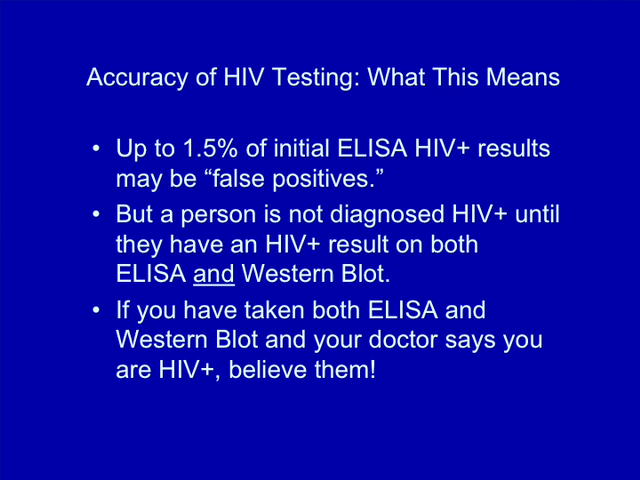 Accuracy of HIV Testing: What This Means
• Up to 1.5% of initial ELISA HIV+ results
may be “false positives.”
• But a person is not diagnosed HIV+ until
they have an HIV+ result on both
ELISA and Western Blot.
• If you have taken both ELISA and
Western Blot and your doctor says you
are HIV+, believe them!